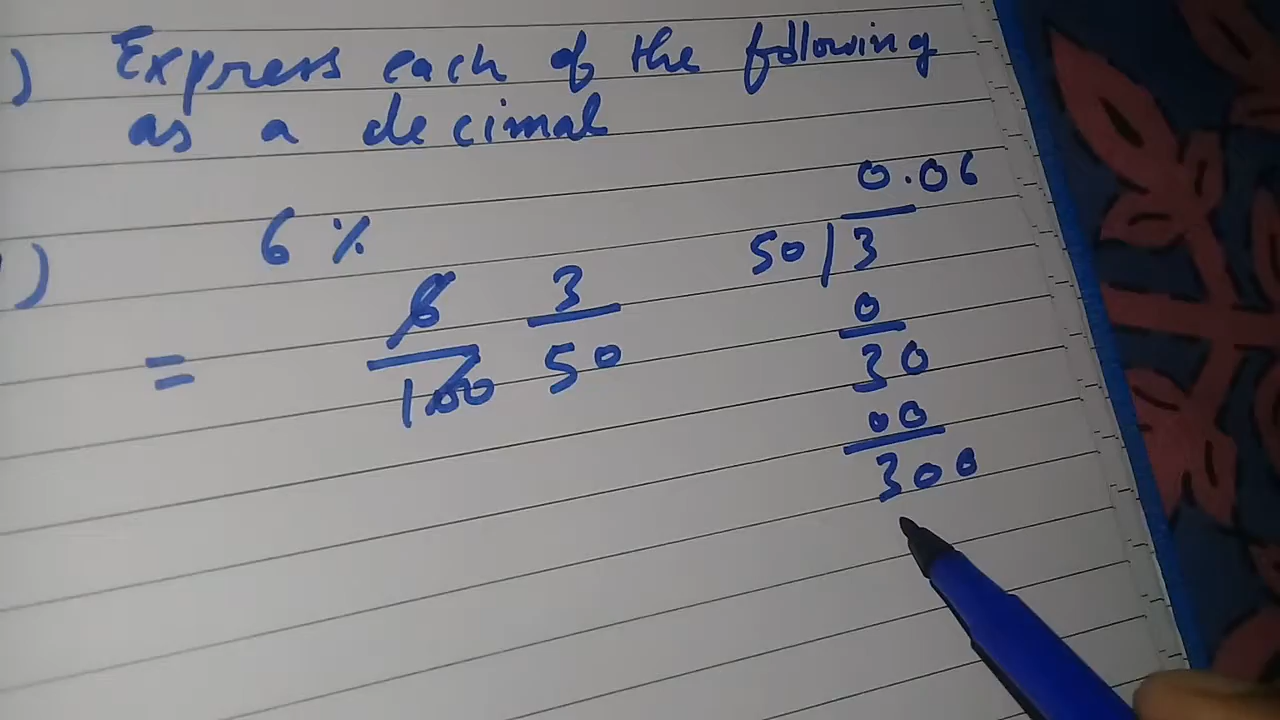 ) Express each of the following
as a decimal
) 6 %
= 6/100 3/50
0.06
50 ) 3
0
30
00
300